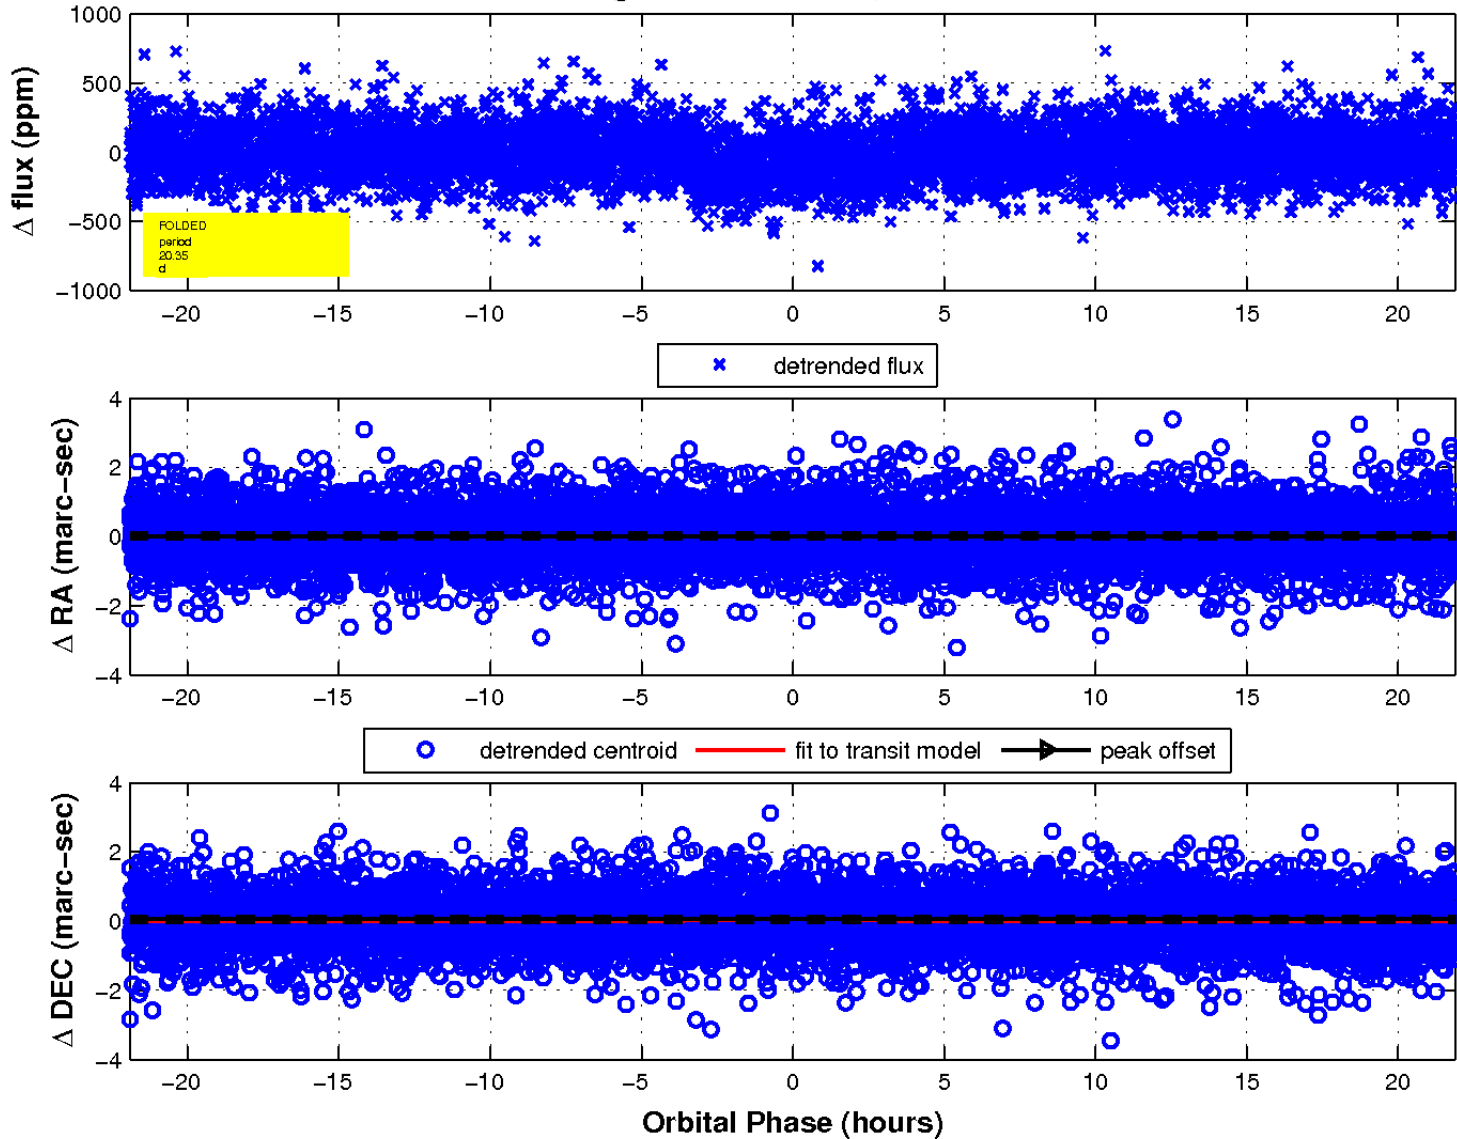 1000
500
0
−500
−1000
Δ flux (ppm)
FOLDED
period
20.35
d
−20 −15 −10 −5 0 5 10 15 20
detrended flux
4
2
0
−2
−4
Δ RA (marc−sec)
−20 −15 −10 −5 0 5 10 15 20
detrended centroid fit to transit model peak offset
4
2
0
−2
−4
Δ DEC (marc−sec)
−20 −15 −10 −5 0 5 10 15 20
Orbital Phase (hours)